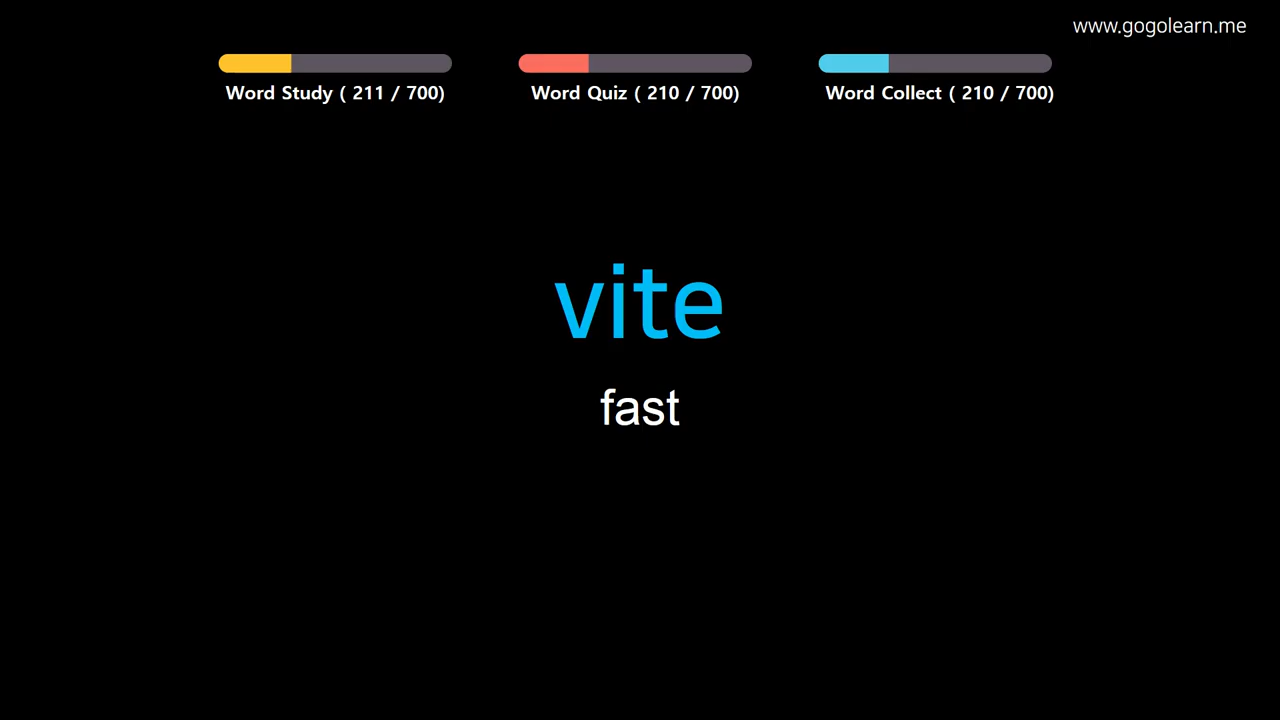 www.gogolearn.me
Word Study ( 211 / 700)
Word Quiz ( 210 / 700)
Word Collect ( 210 / 700)
vite
fast